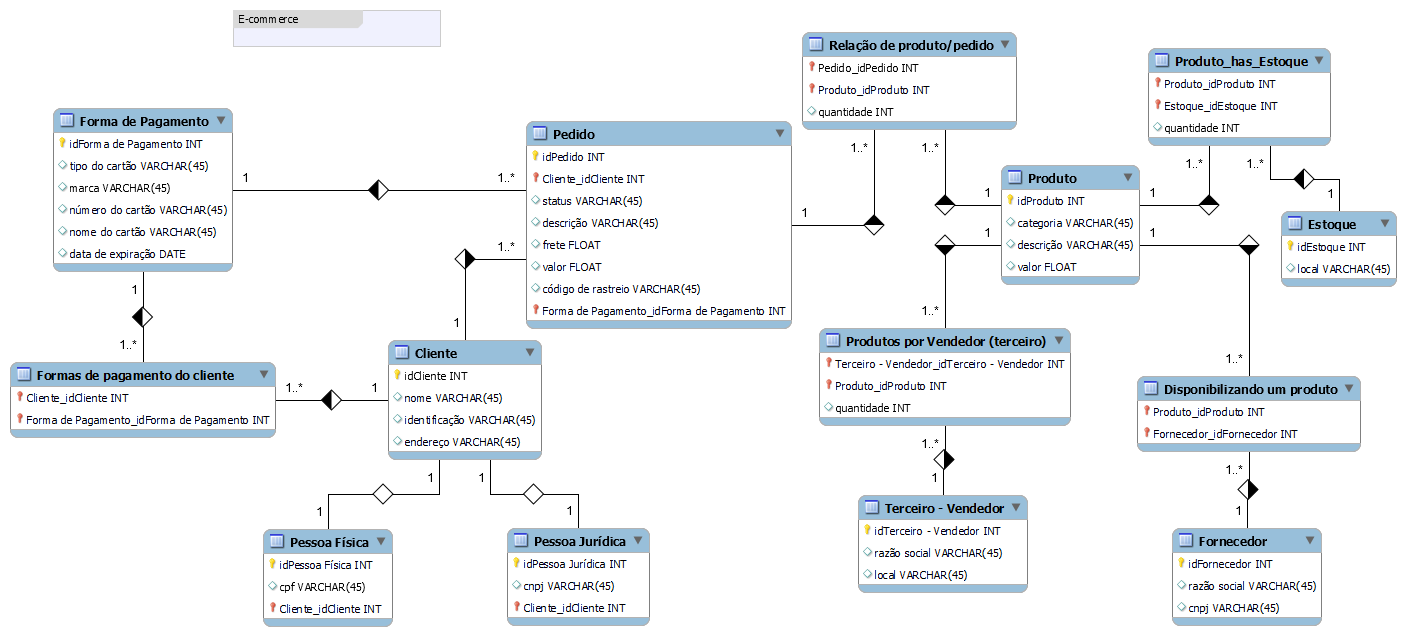 E-commerce
Forma de Pagamento
idForma de Pagamento INT
tipo do cartão VARCHAR(45)
marca VARCHAR(45)
número do cartão VARCHAR(45)
nome do cartão VARCHAR(45)
data de expiração DATE
1
1..*
Pedido
idPedido INT
Cliente_idCliente INT
status VARCHAR(45)
descrição VARCHAR(45)
frete FLOAT
valor FLOAT
código de rastreio VARCHAR(45)
Forma de Pagamento_idForma de Pagamento INT
1
1..*
Relação de produto/pedido
Pedido_idPedido INT
Produto_idProduto INT
quantidade INT
1..*
1..*
1
Produto_has_Estoque
Produto_idProduto INT
Estoque_idEstoque INT
quantidade INT
1..*
1..*
1
1
Produto
idProduto INT
categoria VARCHAR(45)
descrição VARCHAR(45)
valor FLOAT
1
1
Estoque
idEstoque INT
local VARCHAR(45)
1
1..*
Formas de pagamento do cliente
Cliente_idCliente INT
Forma de Pagamento_idForma de Pagamento INT
1..*
1
1
Cliente
idCliente INT
nome VARCHAR(45)
identificação VARCHAR(45)
endereço VARCHAR(45)
1
1
1
1
Pessoa Física
idPessoa Física INT
cpf VARCHAR(45)
Cliente_idCliente INT
Pessoa Jurídica
idPessoa Jurídica INT
cnpj VARCHAR(45)
Cliente_idCliente INT
1..*
Produtos por Vendedor (terceiro)
Terceiro - Vendedor_idTerceiro - Vendedor INT
Produto_idProduto INT
quantidade INT
1..*
1
Terceiro - Vendedor
idTerceiro - Vendedor INT
razão social VARCHAR(45)
local VARCHAR(45)
1..*
Disponibilizando um produto
Produto_idProduto INT
Fornecedor_idFornecedor INT
1..*
1
Fornecedor
idFornecedor INT
razão social VARCHAR(45)
cnpj VARCHAR(45)